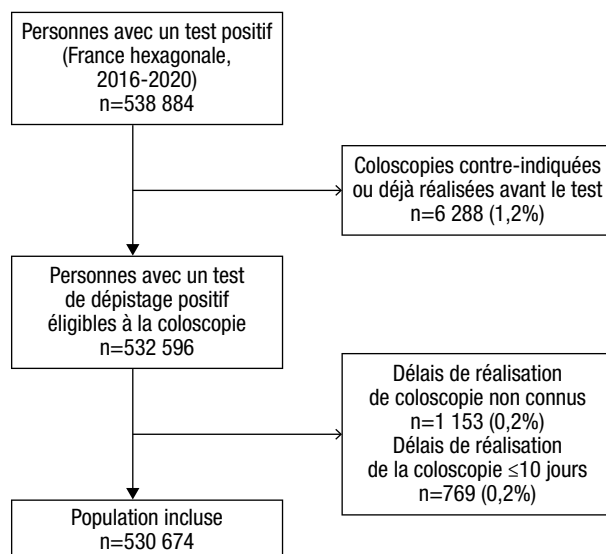 Personnes avec un test positif
(France hexagonale,
2016-2020)
n=538 884
Coloscopies contre-indiquées
ou déjà réalisées avant le test
n=6 288 (1,2%)
Personnes avec un test
de dépistage positif
éligibles à la coloscopie
n=532 596
Délais de réalisation
de coloscopie non connus
n=1 153 (0,2%)
Délais de réalisation
de la coloscopie ≤10 jours
n=769 (0,2%)
Population incluse
n=530 674